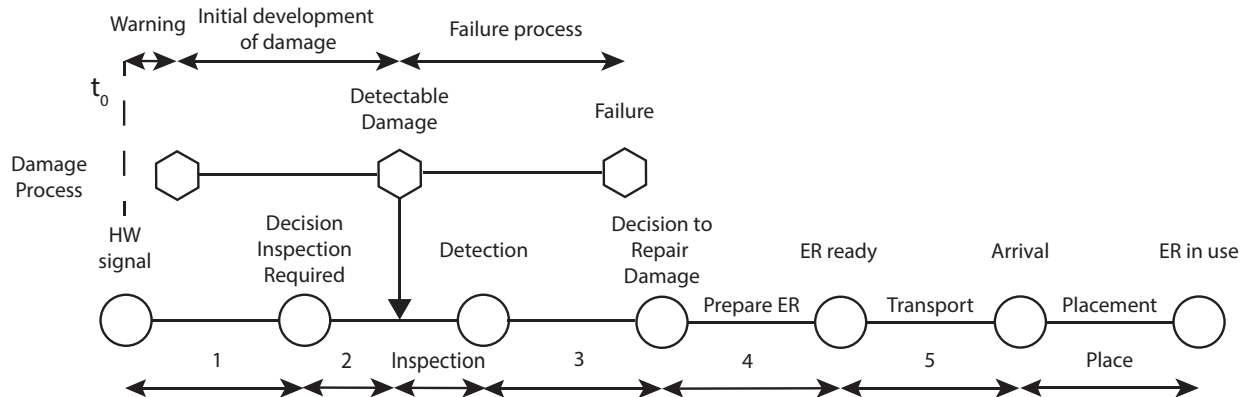 Warning
Initial development
of damage
Failure process
t0
Detectable
Damage
Failure
Damage
Process
HW
signal
Decision
Inspection
Required
Detection
Decision to
Repair
Damage
ER ready
Arrival
ER in use
Prepare ER
Transport
Placement
1
2
Inspection
3
4
5
Place